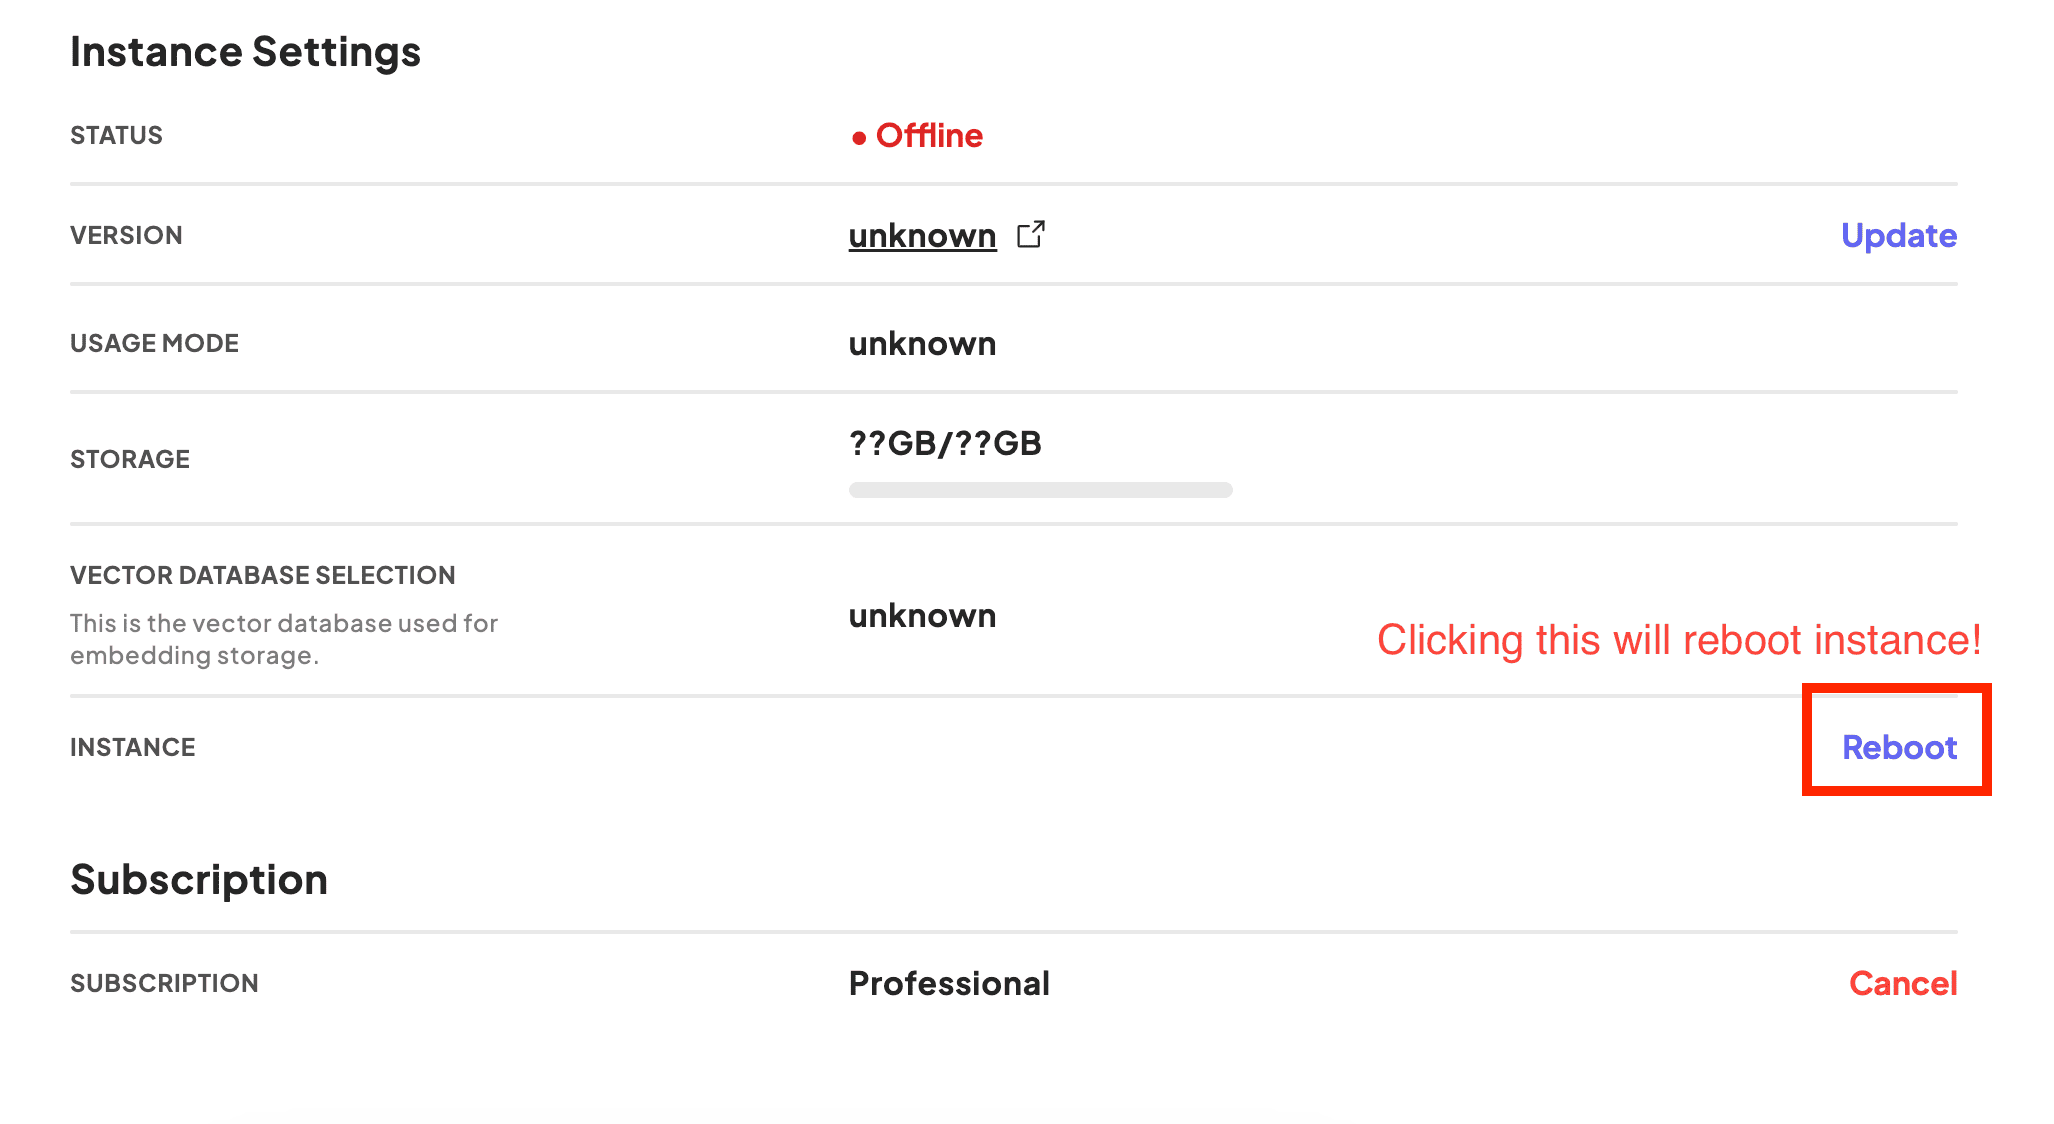 Instance Settings
STATUS
• Offline
VERSION
unknown
Update
USAGE MODE
unknown
STORAGE
??GB/??GB
VECTOR DATABASE SELECTION
This is the vector database used for
embedding storage.
unknown
Clicking this will reboot instance!
INSTANCE
Reboot
Subscription
SUBSCRIPTION
Professional
Cancel